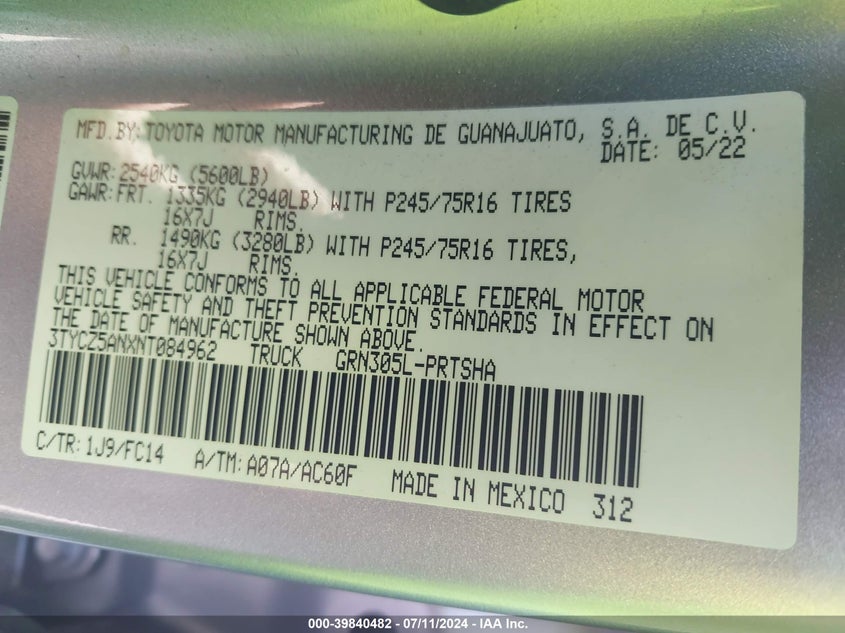 MFD.BY: TOYOTA MOTOR MANUFACTURING DE GUANAJUATO, S.A. DE C.V.
DATE: 05/22
GVWR: 2540KG (5600LB)
GAWR: FRT. 1335KG (2940LB) WITH P245/75R16 TIRES
16X7J RIMS.
RR. 1490KG (3280LB) WITH P245/75R16 TIRES,
16X7J RIMS.
THIS VEHICLE CONFORMS TO ALL APPLICABLE FEDERAL MOTOR
VEHICLE SAFETY AND THEFT PREVENTION STANDARDS IN EFFECT ON
THE DATE OF MANUFACTURE SHOWN ABOVE.
3TYCZ5ANXNT084962 TRUCK GRN305L-PRTSHA
C/TR: 1J9/FC14 A/TM: A07A/AC60F MADE IN MEXICO 312
000-39840482 - 07/11/2024 - IAA Inc.